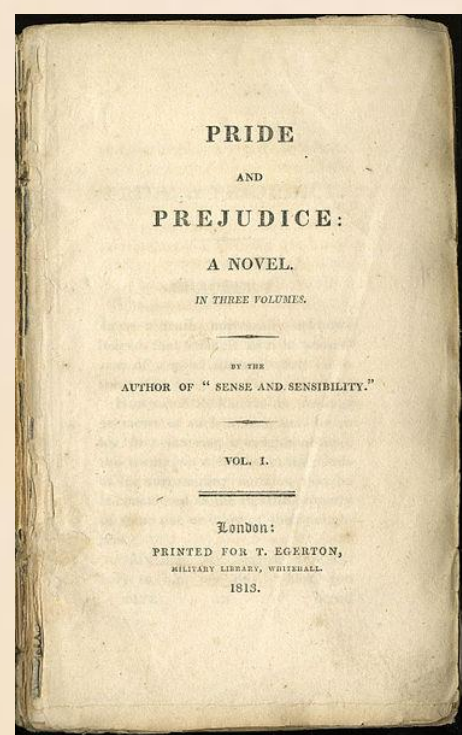 PRIDE
AND
PREJUDICE:
A NOVEL.
IN THREE VOLUMES.
BY THE
AUTHOR OF " SENSE AND SENSIBILITY."
VOL. I.
London:
PRINTED FOR T. EGERTON,
MILITARY LIBRARY, WHITEHALL.
1813.